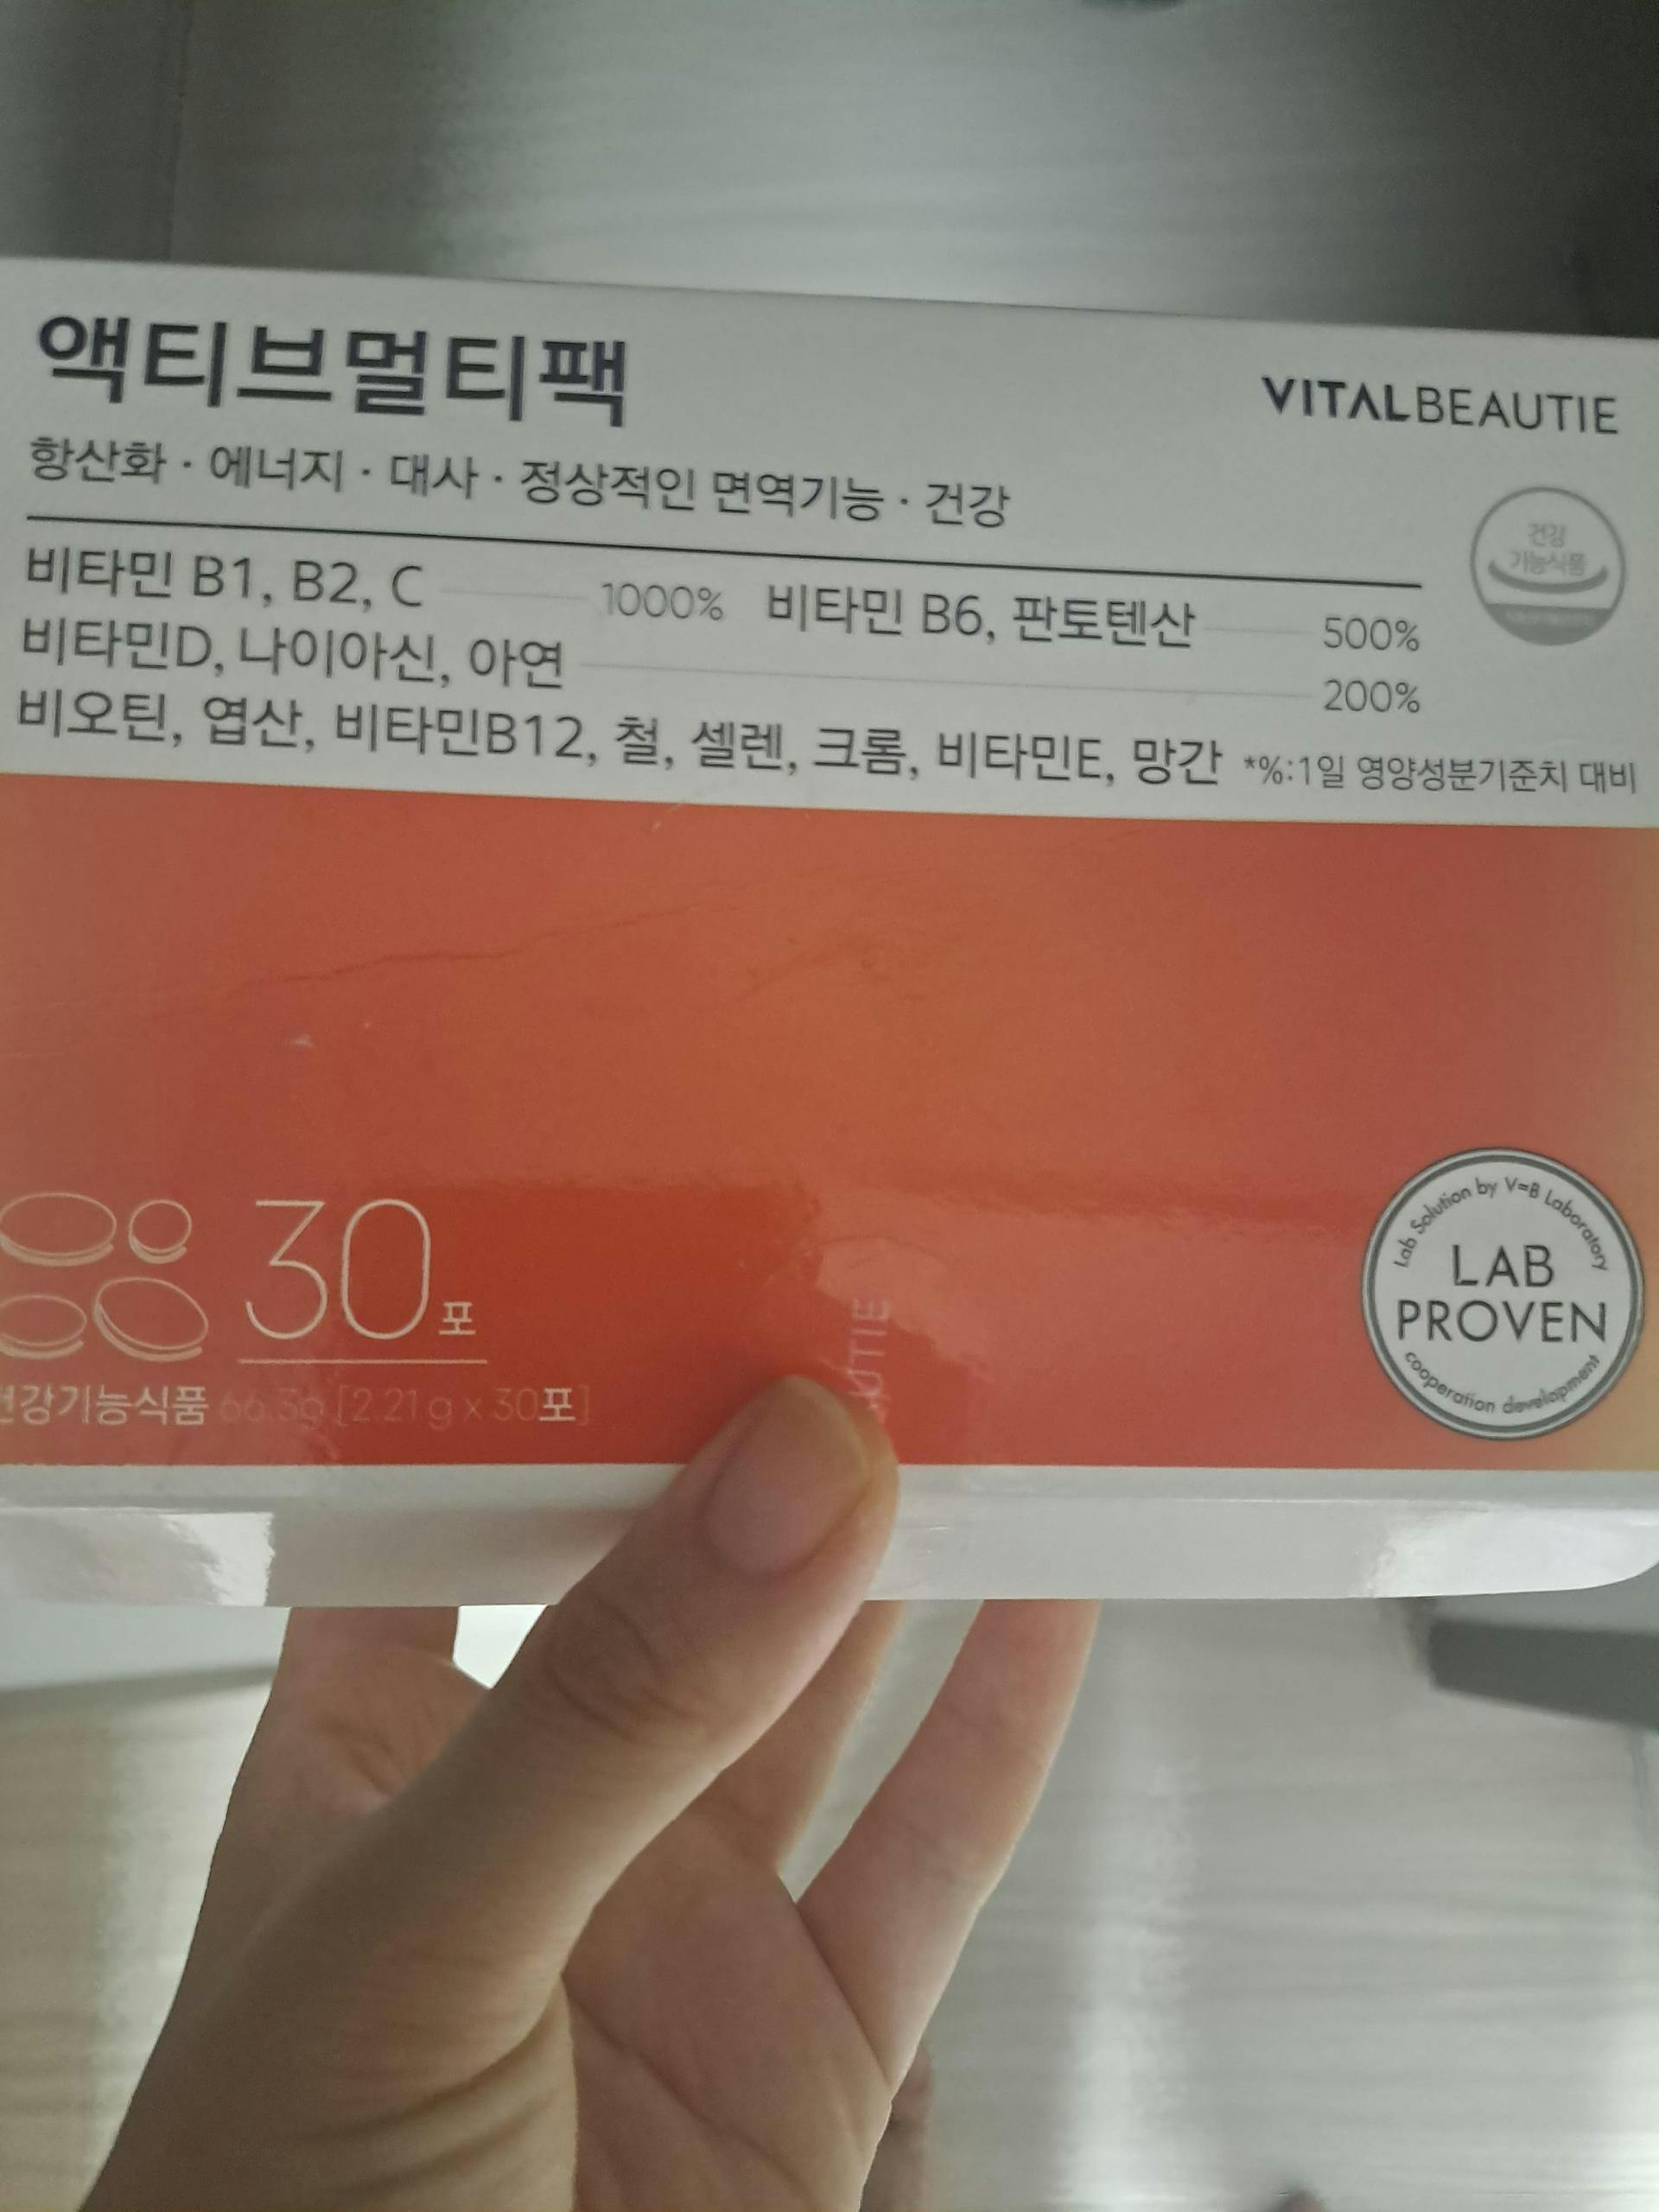 액티브멀티팩
VITALBEAUTIE
항산화 · 에너지 · 대사 · 정상적인 면역기능 · 건강
건강
기능식품
비타민 B1, B2, C 1000% 비타민 B6, 판토텐산 500%
비타민D, 나이아신, 아연 200%
비오틴, 엽산, 비타민B12, 철, 셀렌, 크롬, 비타민E, 망간 *%:1일 영양성분기준치 대비
30포
건강기능식품 66.3g [2.21 g x 30포]
Lab Solution by V=B Laboratory
LAB
PROVEN
cooperation development